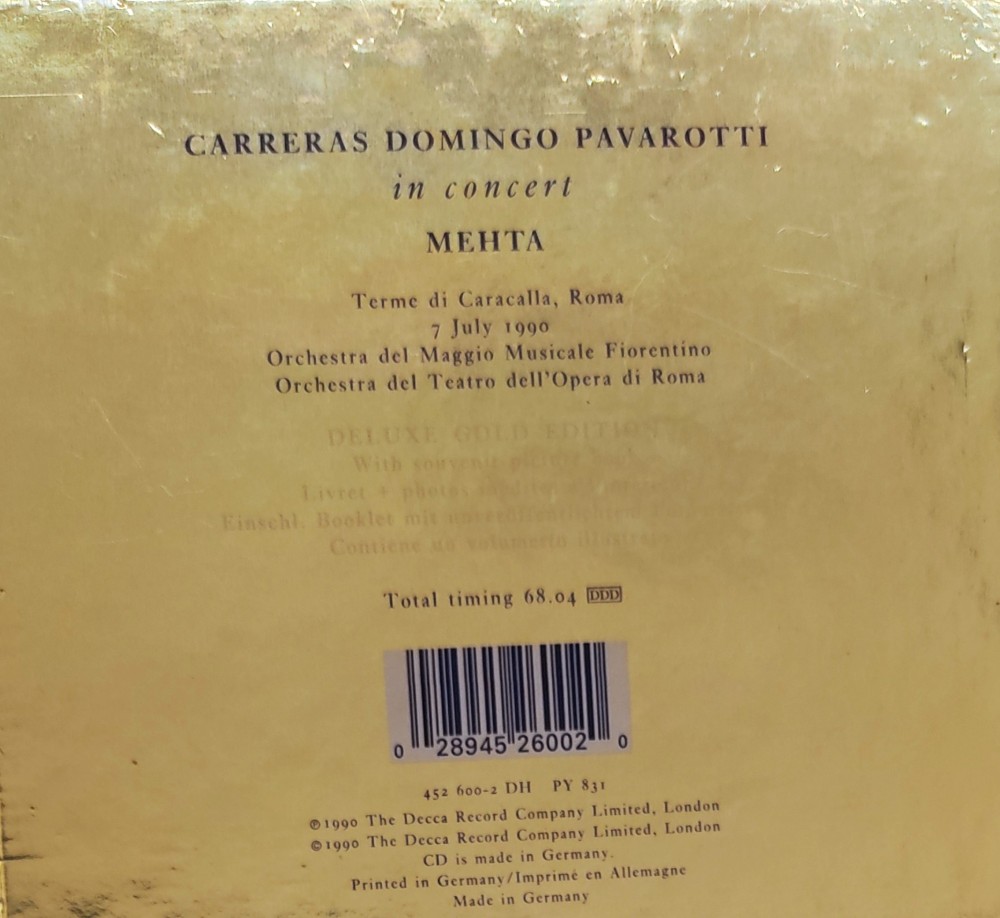 CARRERAS DOMINGO PAVAROTTI
in concert
MEHTA
Terme di Caracalla, Roma
7 July 1990
Orchestra del Maggio Musicale Fiorentino
Orchestra del Teatro dell'Opera di Roma
DELUXE GOLD EDITION
With souvenir picture
Livret + photos
Einschl. Booklet mit
Contiene un
Total timing 68.04 DDD
0 28945 26002 0
452 600-2 DH PY 831
℗1990 The Decca Record Company Limited, London
©1990 The Decca Record Company Limited, London
CD is made in Germany.
Printed in Germany/Imprimé en Allemagne
Made in Germany